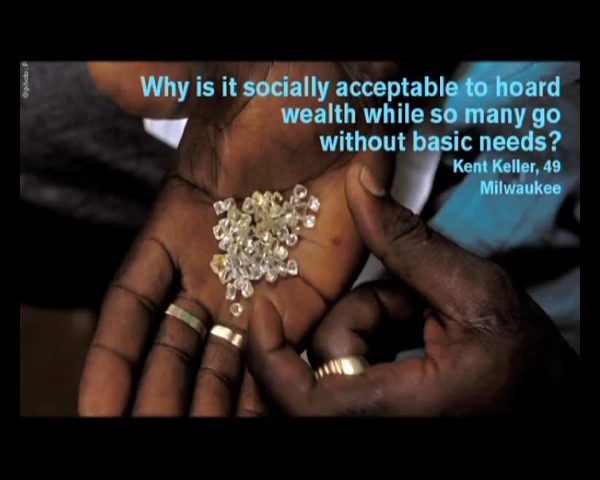 Why is it socially acceptable to hoard
wealth while so many go
without basic needs?
Kent Keller, 49
Milwaukee